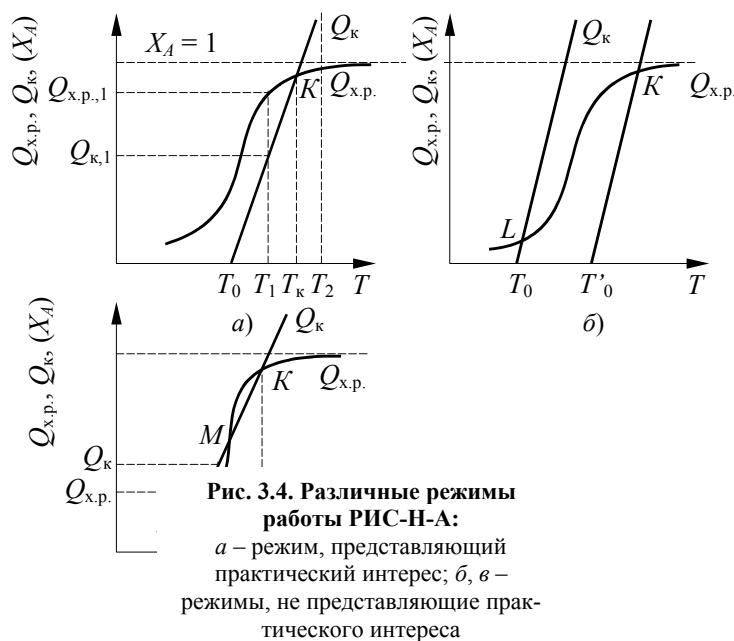 Q_х.р., Q_к, (X_A)
X_A = 1
Q_к
Q_х.р.,1
K
Q_х.р.
Q_к,1
T_0 T_1 T_к T_2 T
а)
Q_х.р., Q_к, (X_A)
Q_к
K
Q_х.р.
L
T_0 T'_0 T
б)
Q_х.р., Q_к, (X_A)
Q_к
K
Q_х.р.
M
Q_к
Q_х.р.
Рис. 3.4. Различные режимы
работы РИС-Н-А:
а – режим, представляющий
практический интерес; б, в –
режимы, не представляющие прак-
тического интереса